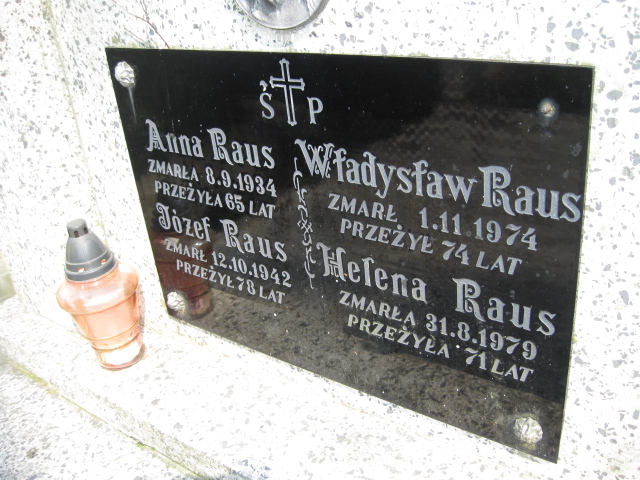 Ś P
Anna Raus
ZMARŁA 8.9.1934
PRZEŻYŁA 65 LAT
Józef Raus
ZMARŁ 12.10.1942
PRZEŻYŁ 78 LAT
Władysław Raus
ZMARŁ 1.11.1974
PRZEŻYŁ 74 LAT
Helena Raus
ZMARŁA 31.8.1979
PRZEŻYŁA 71 LAT